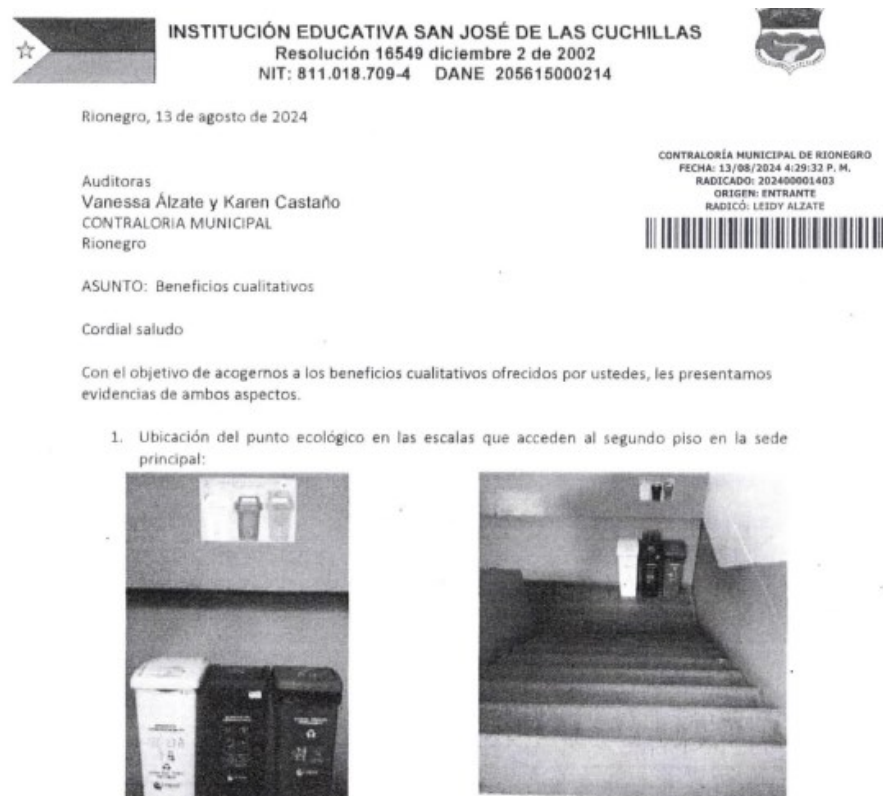 INSTITUCIÓN EDUCATIVA SAN JOSÉ DE LAS CUCHILLAS
Resolución 16549 diciembre 2 de 2002
NIT: 811.018.709-4 DANE 205615000214
Rionegro, 13 de agosto de 2024
CONTRALORÍA MUNICIPAL DE RIONEGRO
FECHA: 13/08/2024 4:29:32 P. M.
RADICADO: 202400001403
ORIGEN: ENTRANTE
RADICÓ: LEIDY ALZATE
Auditoras
Vanessa Álzate y Karen Castaño
CONTRALORIA MUNICIPAL
Rionegro
ASUNTO: Beneficios cualitativos
Cordial saludo
Con el objetivo de acogernos a los beneficios cualitativos ofrecidos por ustedes, les presentamos
evidencias de ambos aspectos.
1. Ubicación del punto ecológico en las escalas que acceden al segundo piso en la sede
principal: